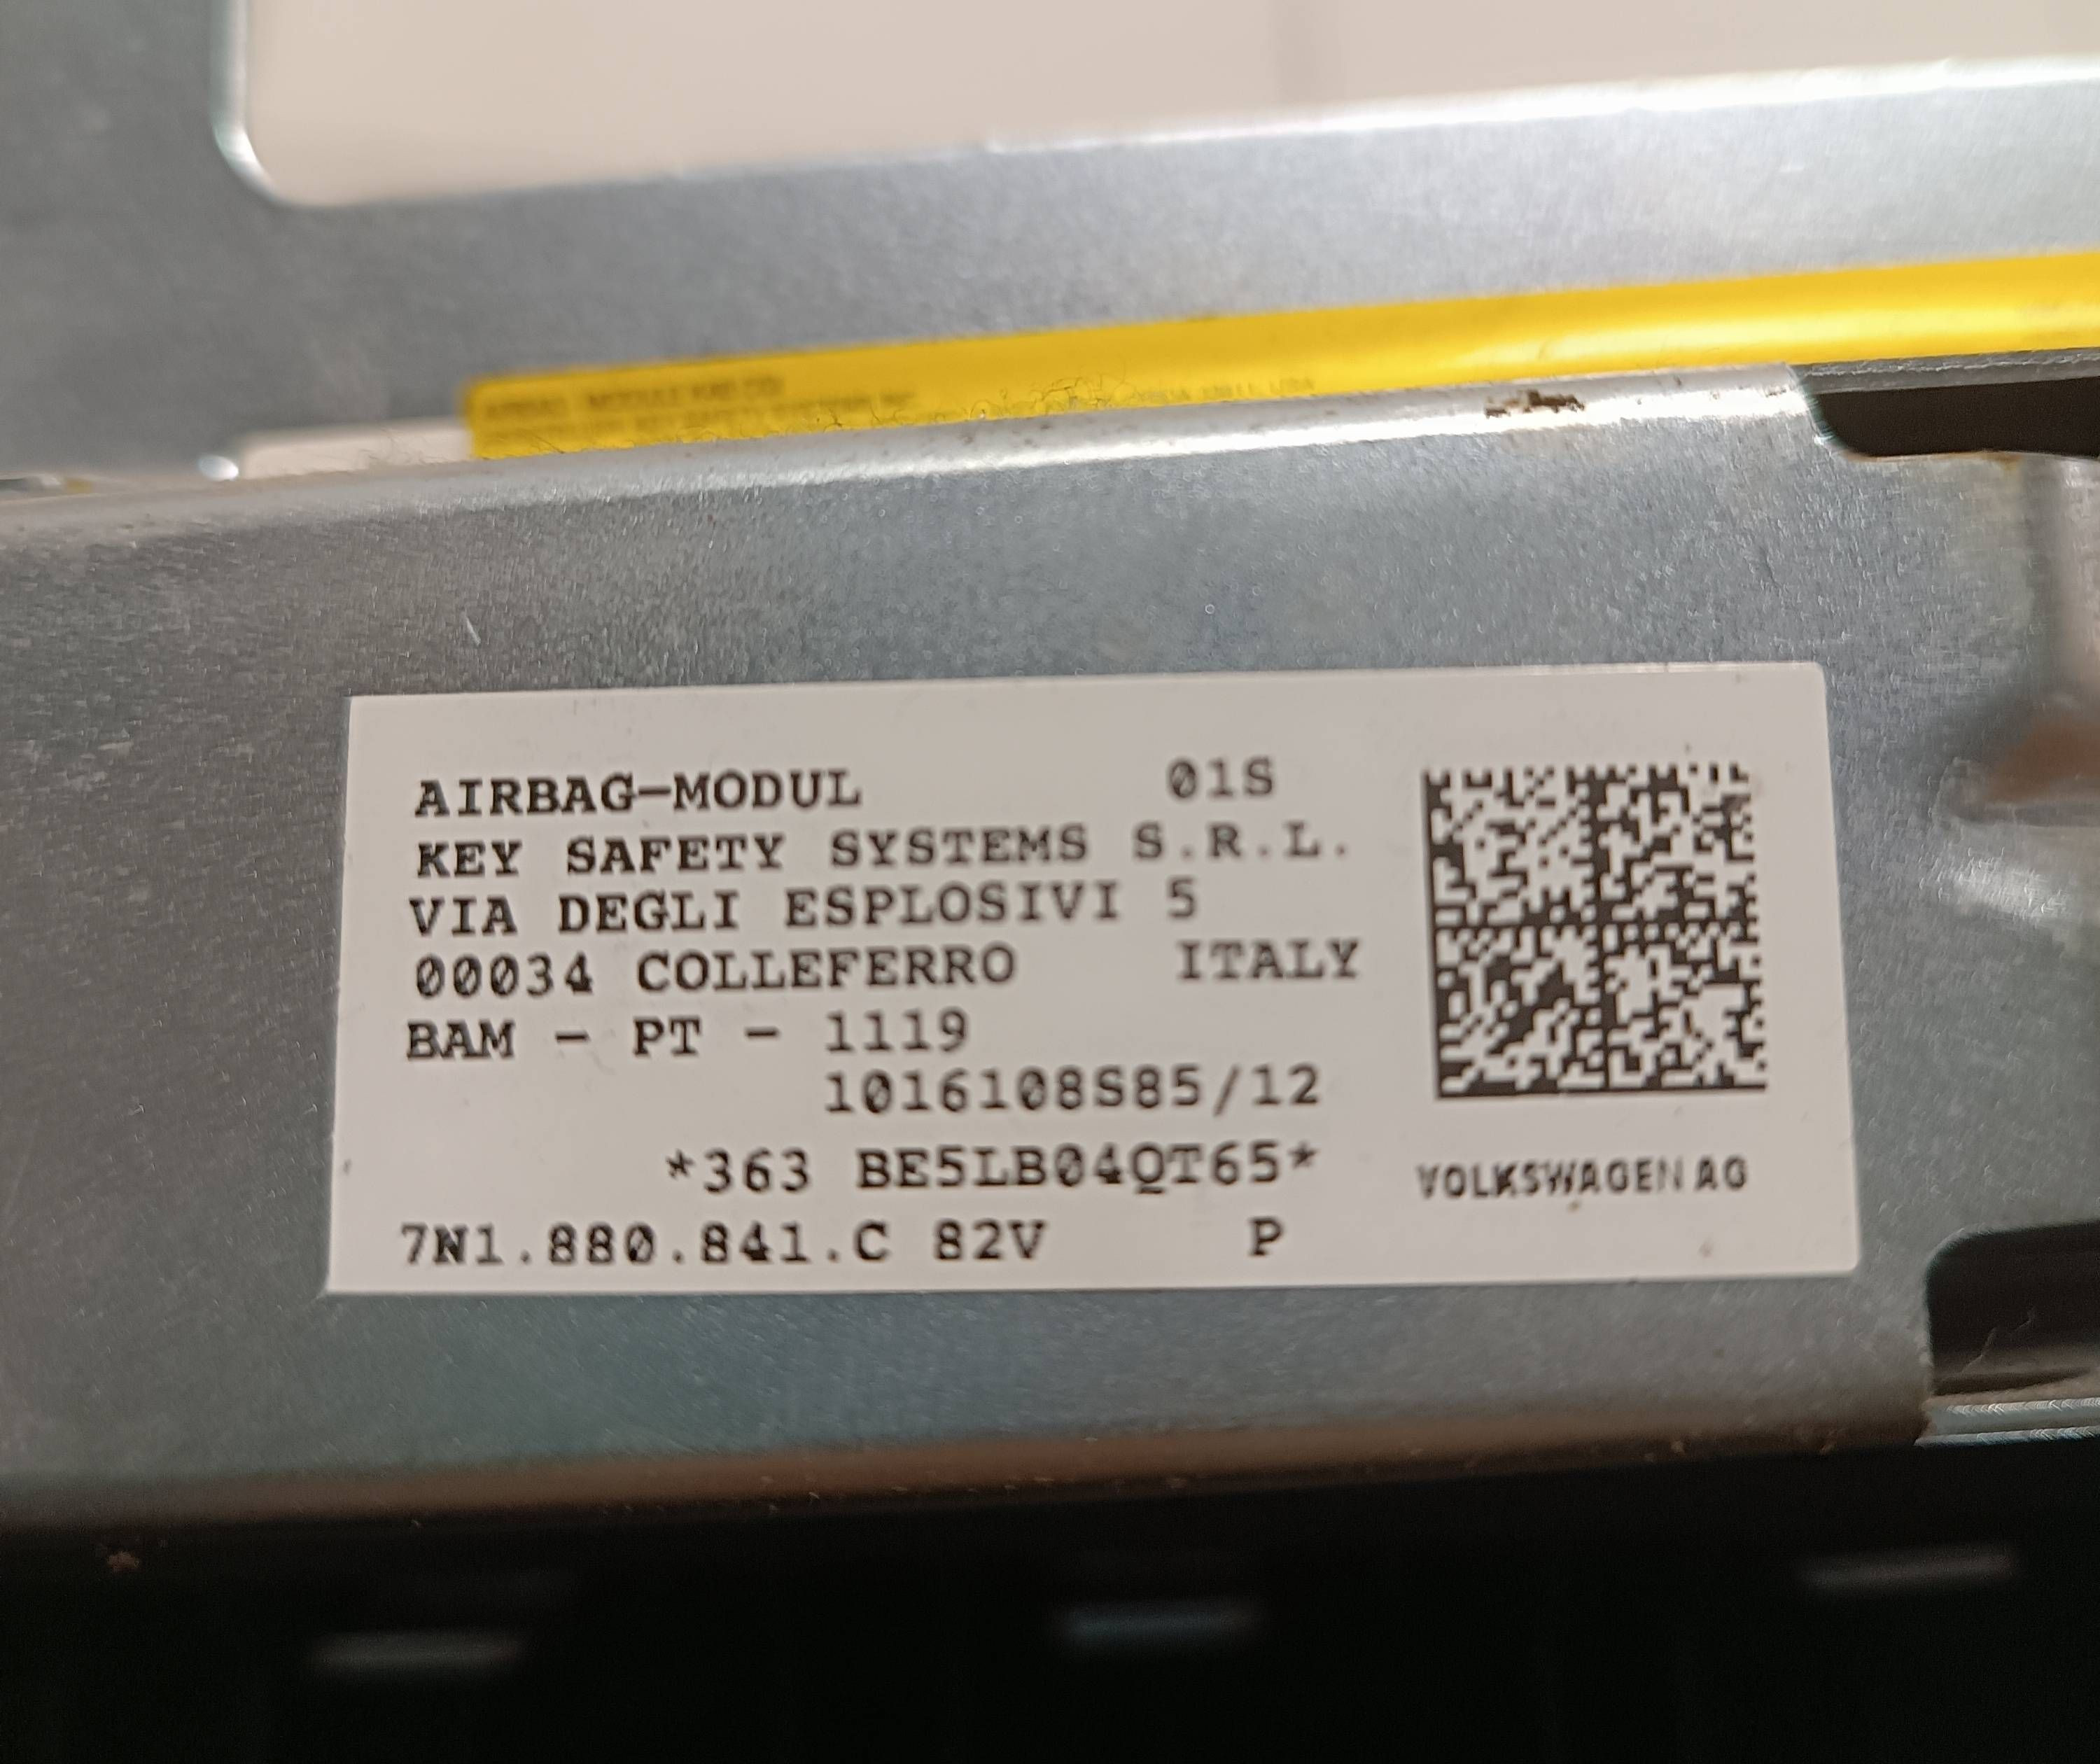 AIRBAG-MODUL 01S
KEY SAFETY SYSTEMS S.R.L.
VIA DEGLI ESPLOSIVI 5
00034 COLLEFERRO ITALY
BAM - PT - 1119
1016108S85/12
*363 BE5LB04QT65*
7N1.880.841.C 82V P
VOLKSWAGEN AG